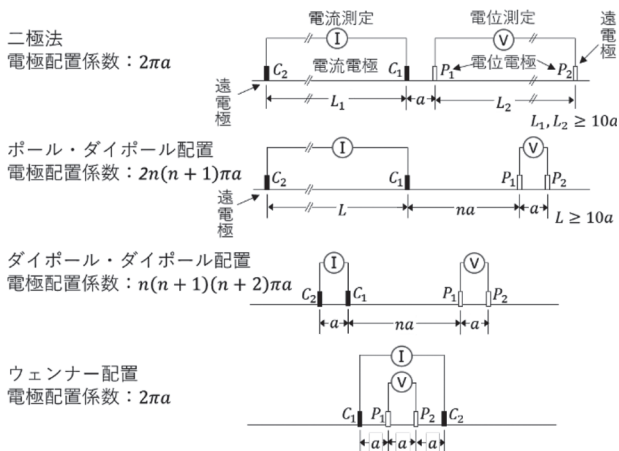 二極法
電極配置係数：2πa
電流測定
電位測定
遠電極
I
V
電流電極
電位電極
C₂
C₁
P₁
P₂
遠電極
L₁
a
L₂
L₁, L₂ ≥ 10a
ポール・ダイポール配置
電極配置係数：2n(n + 1)πa
遠電極
I
V
C₂
C₁
P₁
P₂
L
na
a
L ≥ 10a
ダイポール・ダイポール配置
電極配置係数：n(n + 1)(n + 2)πa
I
V
C₂
C₁
P₁
P₂
a
na
a
ウェンナー配置
電極配置係数：2πa
I
V
C₁
P₁
P₂
C₂
a
a
a